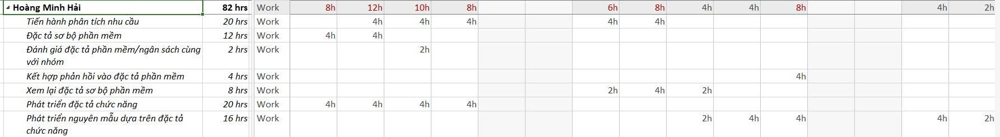 Hoàng Minh Hải 82 hrs Work 8h 12h 10h 8h 6h 8h 4h 4h 8h 4h 2h
Tiến hành phân tích nhu cầu 20 hrs Work 4h 4h 4h 4h 4h
Đặc tả sơ bộ phần mềm 12 hrs Work 4h 4h
Đánh giá đặc tả phần mềm/ngân sách cùng 2 hrs Work 2h
với nhóm
Kết hợp phản hồi vào đặc tả phần mềm 4 hrs Work 4h
Xem lại đặc tả sơ bộ phần mềm 8 hrs Work 2h 4h 2h
Phát triển đặc tả chức năng 20 hrs Work 4h 4h 4h 4h
Phát triển nguyên mẫu dựa trên đặc tả 16 hrs Work 2h 4h 4h 4h 2h
chức năng